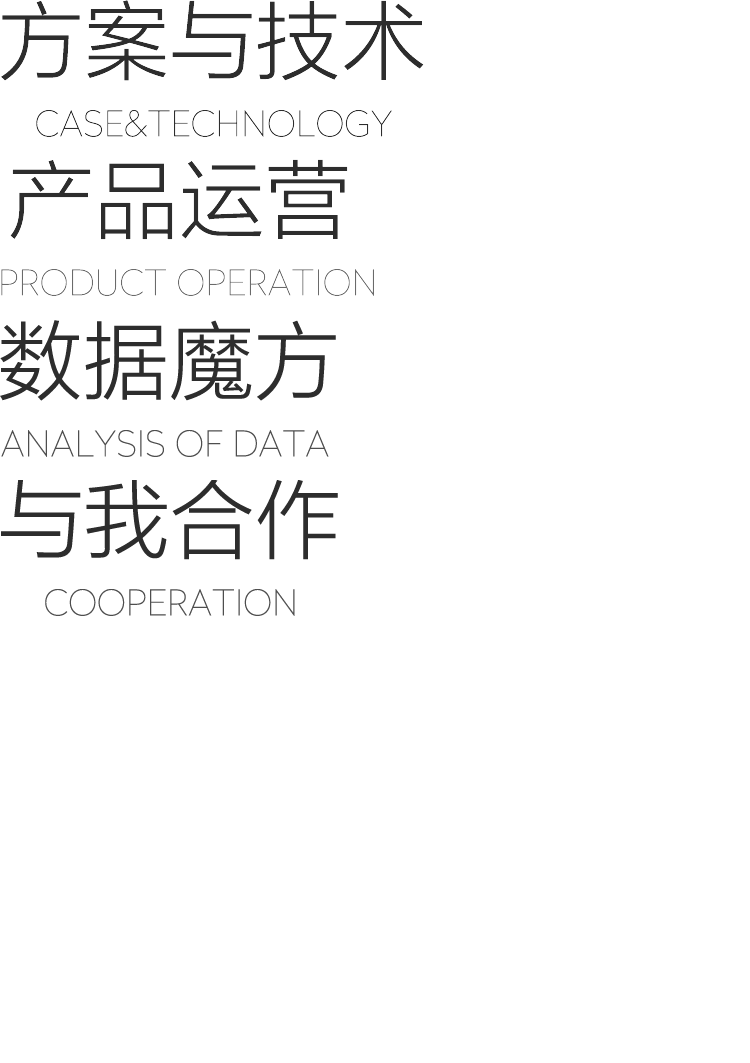 方案与技术
CASE&TECHNOLOGY
产品运营
PRODUCT OPERATION
数据魔方
ANALYSIS OF DATA
与我合作
COOPERATION